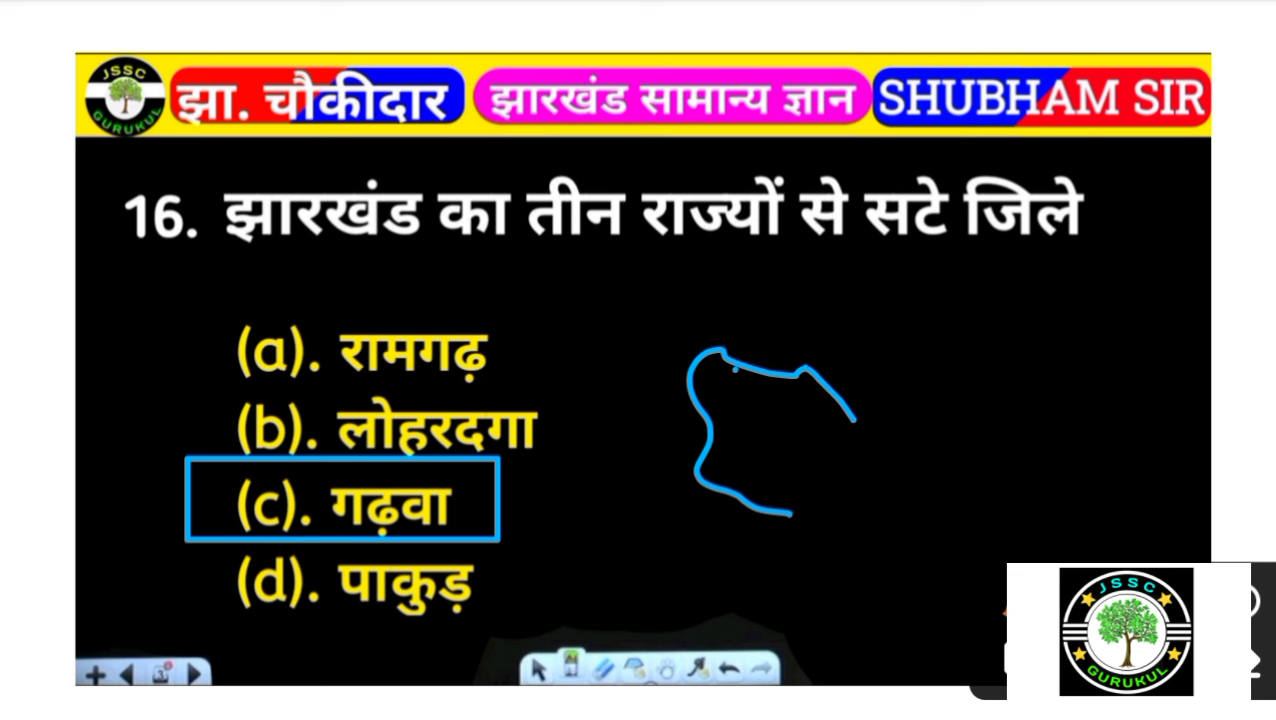 JSSC GURUKUL
झा. चौकीदार
झारखंड सामान्य ज्ञान
SHUBHAM SIR
16. झारखंड का तीन राज्यों से सटे जिले
(a). रामगढ़
(b). लोहरदगा
(c). गढ़वा
(d). पाकुड़
JSSC
GURUKUL